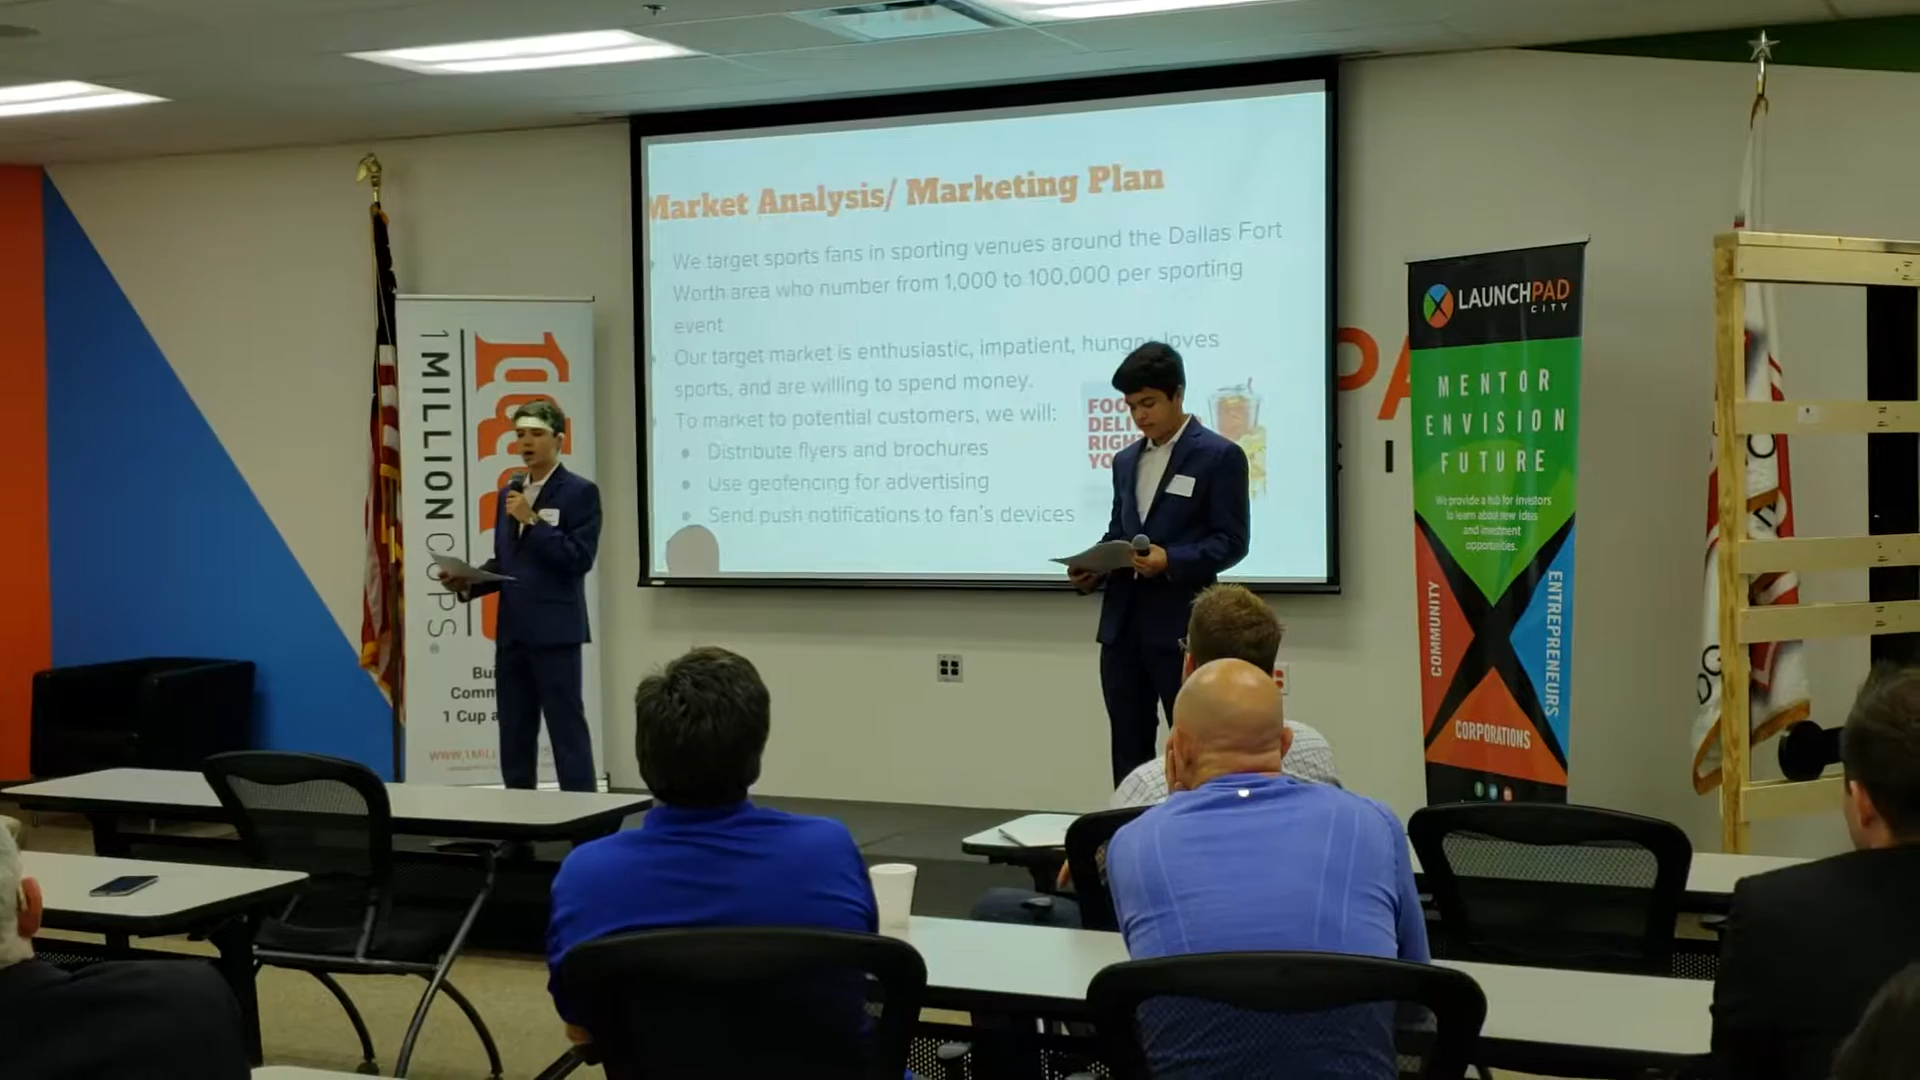 Market Analysis/ Marketing Plan
We target sports fans in sporting venues around the Dallas Fort
Worth area who number from 1,000 to 100,000 per sporting
event
Our target market is enthusiastic, impatient, hungry, loves
sports, and are willing to spend money.
To market to potential customers, we will:
Distribute flyers and brochures
Use geofencing for advertising
Send push notifications to fan's devices
1MILLIONCUPS®
1 Cup a
LAUNCHPAD
CITY
MENTOR
ENVISION
FUTURE
We provide a hub for investors
to learn about new ideas
and investment
opportunities.
COMMUNITY
ENTREPRENEURS
CORPORATIONS